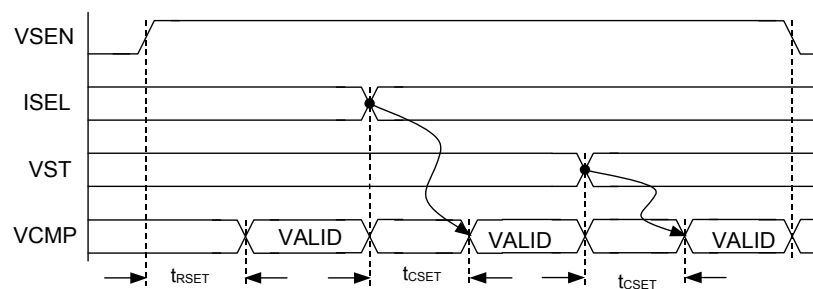 VSEN
ISEL
VST
VCMP VALID VALID VALID
tRSET tCSET tCSET